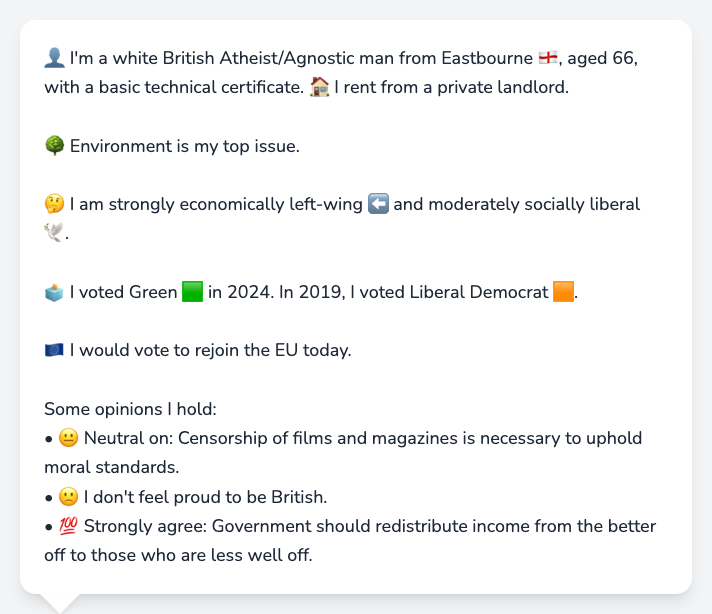 👤 I'm a white British Atheist/Agnostic man from Eastbourne 🏴󠁧󠁢󠁥󠁮󠁧󠁿, aged 66,
with a basic technical certificate. 🏠 I rent from a private landlord.
🌳 Environment is my top issue.
🤔 I am strongly economically left-wing ⬅️ and moderately socially liberal
🕊️.
🗳️ I voted Green 🟩 in 2024. In 2019, I voted Liberal Democrat 🟧.
🇪🇺 I would vote to rejoin the EU today.
Some opinions I hold:
• 😐 Neutral on: Censorship of films and magazines is necessary to uphold
moral standards.
• 🙁 I don't feel proud to be British.
• 💯 Strongly agree: Government should redistribute income from the better
off to those who are less well off.